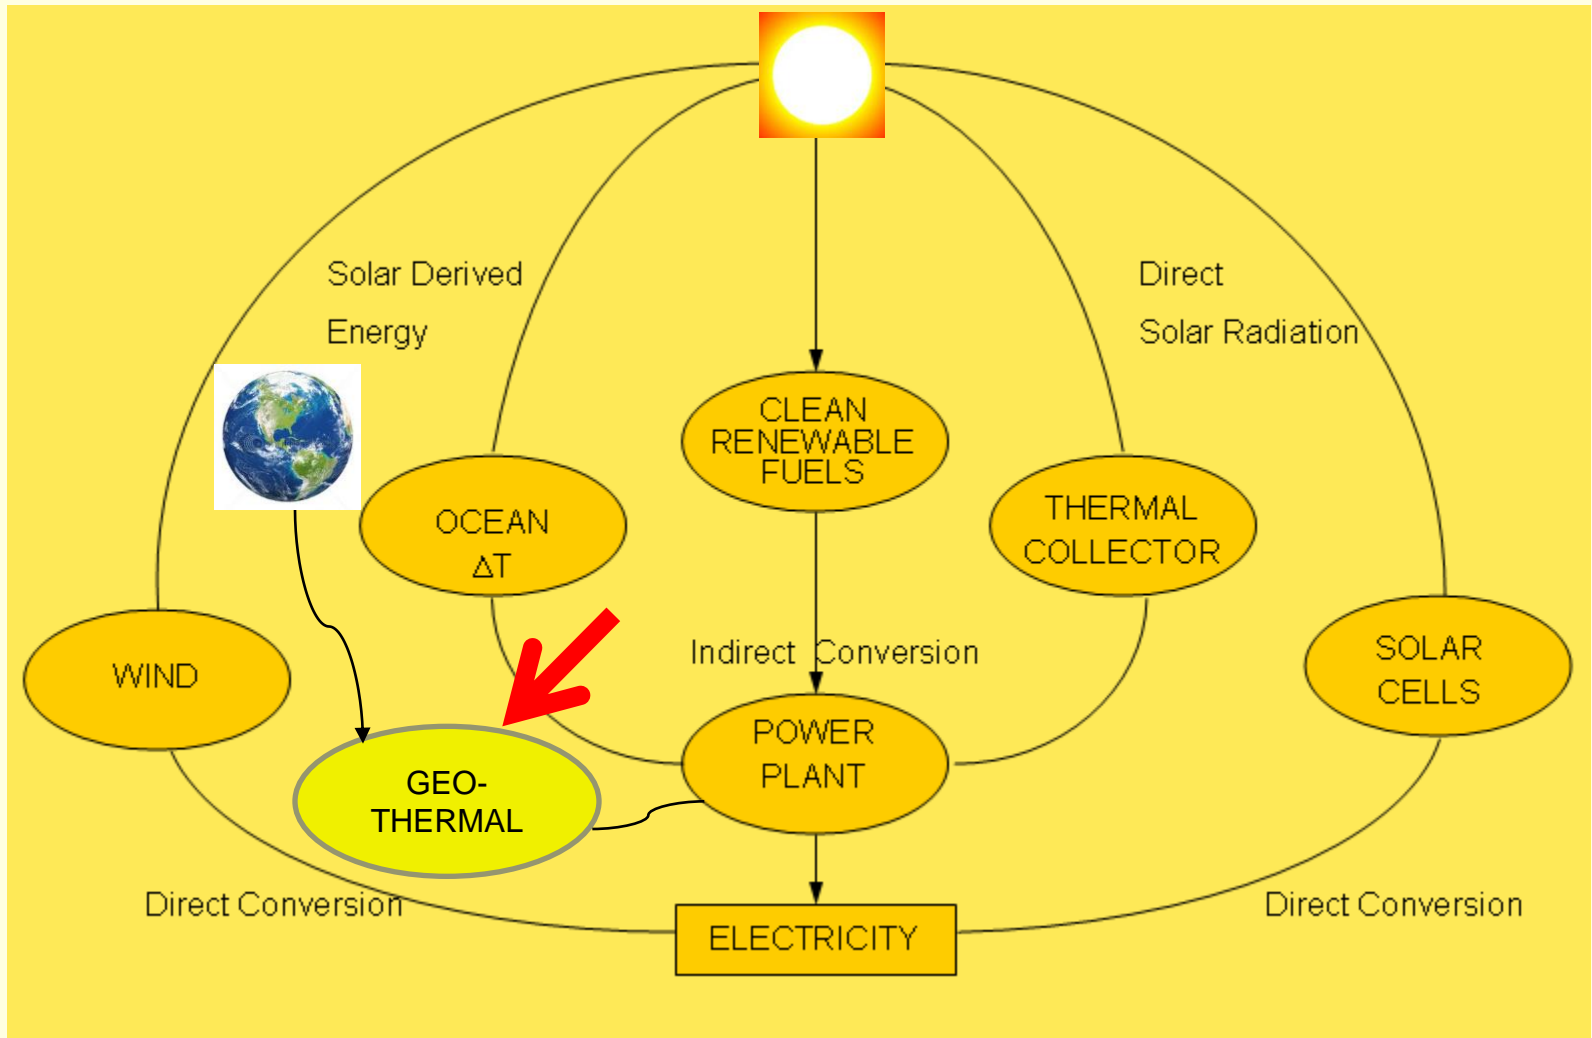 Solar Derived
Energy
Direct
Solar Radiation
CLEAN
RENEWABLE
FUELS
OCEAN
ΔT
THERMAL
COLLECTOR
Indirect Conversion
WIND
SOLAR
CELLS
POWER
PLANT
GEO-
THERMAL
Direct Conversion
Direct Conversion
ELECTRICITY